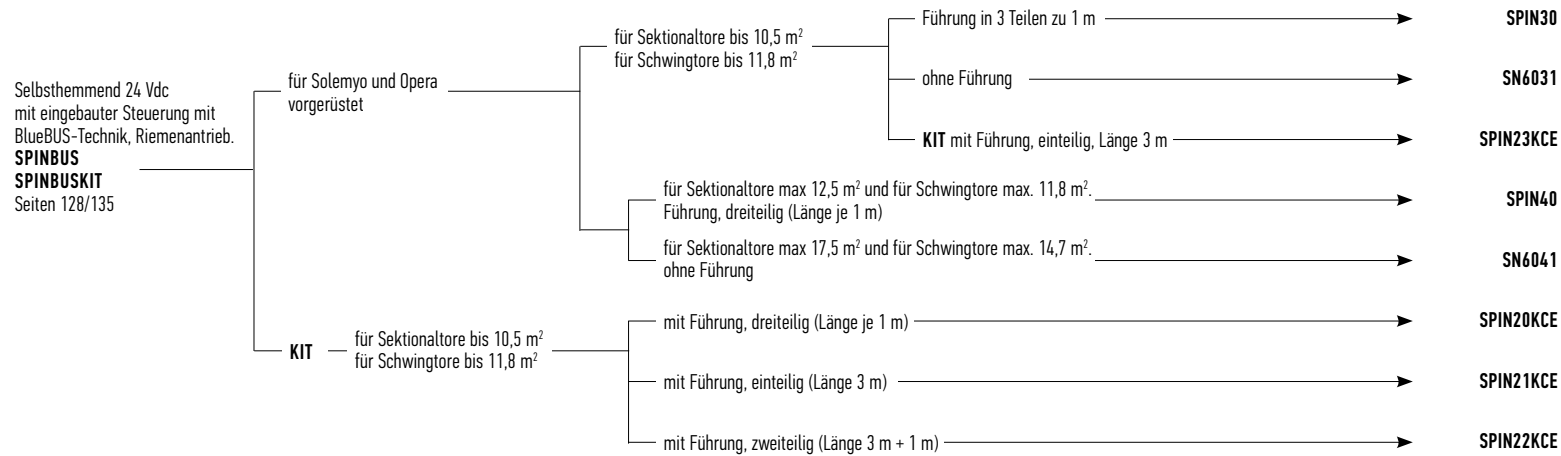 Selbsthemmend 24 Vdc
mit eingebauter Steuerung mit
BlueBUS-Technik, Riemenantrieb.
SPINBUS
SPINBUSKIT
Seiten 128/135
für Solemyo und Opera
vorgerüstet
für Sektionaltore bis 10,5 m²
für Schwingtore bis 11,8 m²
Führung in 3 Teilen zu 1 m
SPIN30
ohne Führung
SN6031
KIT mit Führung, einteilig, Länge 3 m
SPIN23KCE
für Sektionaltore max 12,5 m² und für Schwingtore max. 11,8 m².
Führung, dreiteilig (Länge je 1 m)
SPIN40
für Sektionaltore max 17,5 m² und für Schwingtore max. 14,7 m².
ohne Führung
SN6041
KIT
für Sektionaltore bis 10,5 m²
für Schwingtore bis 11,8 m²
mit Führung, dreiteilig (Länge je 1 m)
SPIN20KCE
mit Führung, einteilig (Länge 3 m)
SPIN21KCE
mit Führung, zweiteilig (Länge 3 m + 1 m)
SPIN22KCE